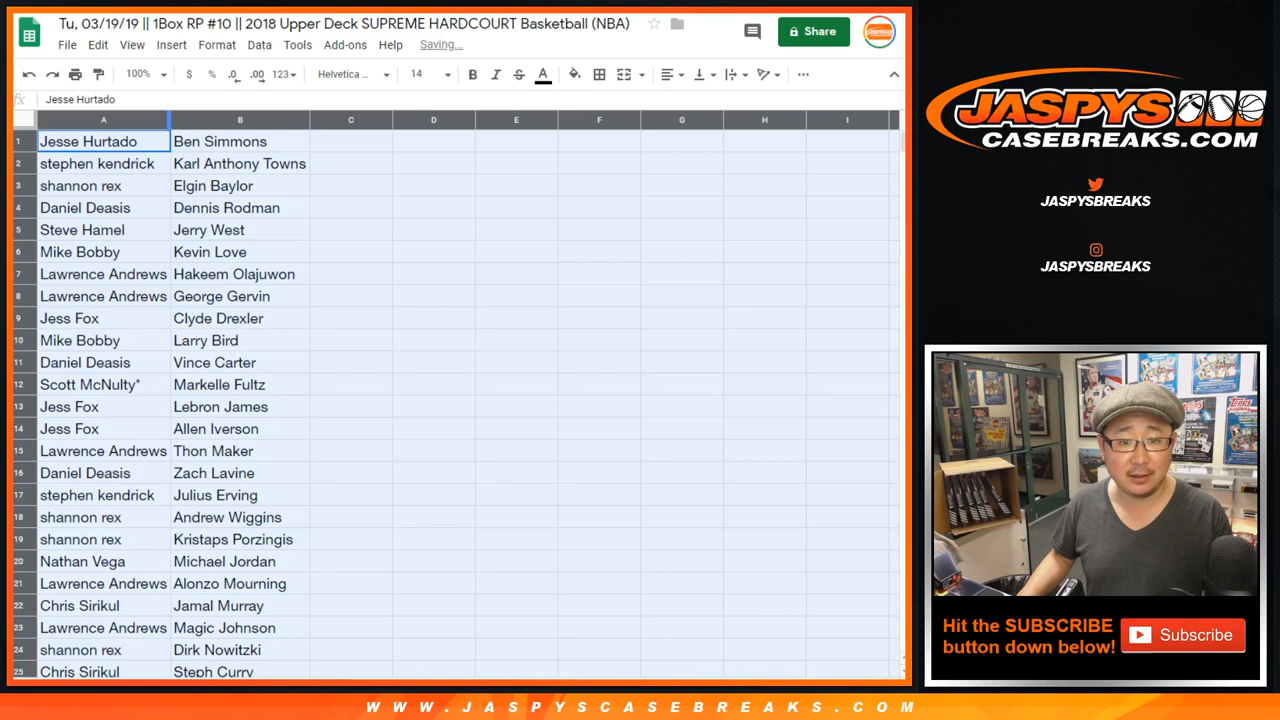 Tu, 03/19/19 || 1Box RP #10 || 2018 Upper Deck SUPREME HARDCOURT Basketball (NBA)
File Edit View Insert Format Data Tools Add-ons Help Saving...
Share
100% $ % .0 .00 123 Helvetica ... 14 B I S A
fx Jesse Hurtado
A B C D E F G H I
1 Jesse Hurtado Ben Simmons
2 stephen kendrick Karl Anthony Towns
3 shannon rex Elgin Baylor
4 Daniel Deasis Dennis Rodman
5 Steve Hamel Jerry West
6 Mike Bobby Kevin Love
7 Lawrence Andrews Hakeem Olajuwon
8 Lawrence Andrews George Gervin
9 Jess Fox Clyde Drexler
10 Mike Bobby Larry Bird
11 Daniel Deasis Vince Carter
12 Scott McNulty* Markelle Fultz
13 Jess Fox Lebron James
14 Jess Fox Allen Iverson
15 Lawrence Andrews Thon Maker
16 Daniel Deasis Zach Lavine
17 stephen kendrick Julius Erving
18 shannon rex Andrew Wiggins
19 shannon rex Kristaps Porzingis
20 Nathan Vega Michael Jordan
21 Lawrence Andrews Alonzo Mourning
22 Chris Sirikul Jamal Murray
23 Lawrence Andrews Magic Johnson
24 shannon rex Dirk Nowitzki
25 Chris Sirikul Steph Curry
JASPYS
CASEBREAKS.COM
JASPYSBREAKS
JASPYSBREAKS
Hit the SUBSCRIBE
button down below!
Subscribe
WWW.JASPYSCASEBREAKS.COM